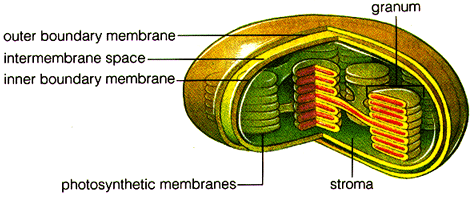 granum
outer boundary membrane
intermembrane space
inner boundary membrane
photosynthetic membranes
stroma